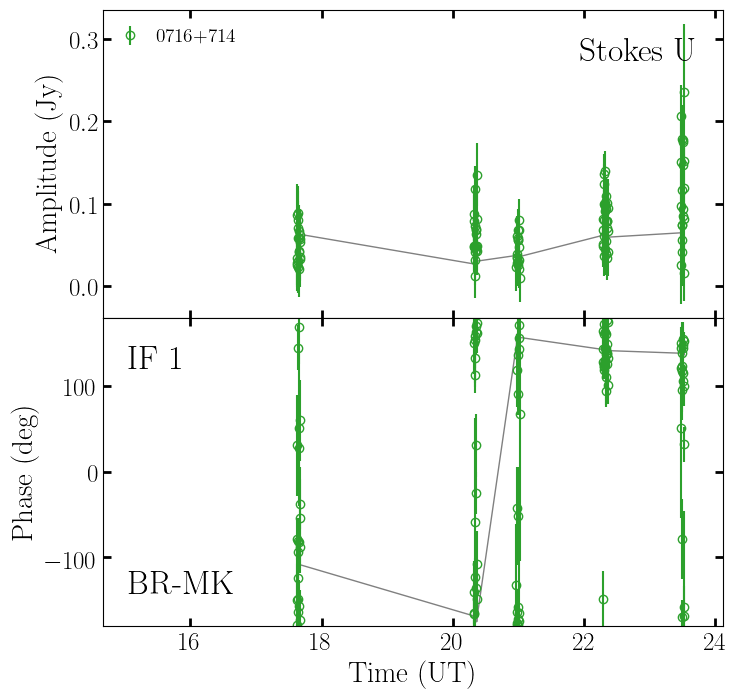 0716+714
Stokes U
0.3
0.2
0.1
0.0
Amplitude (Jy)
IF 1
100
0
−100
Phase (deg)
BR-MK
16 18 20 22 24
Time (UT)